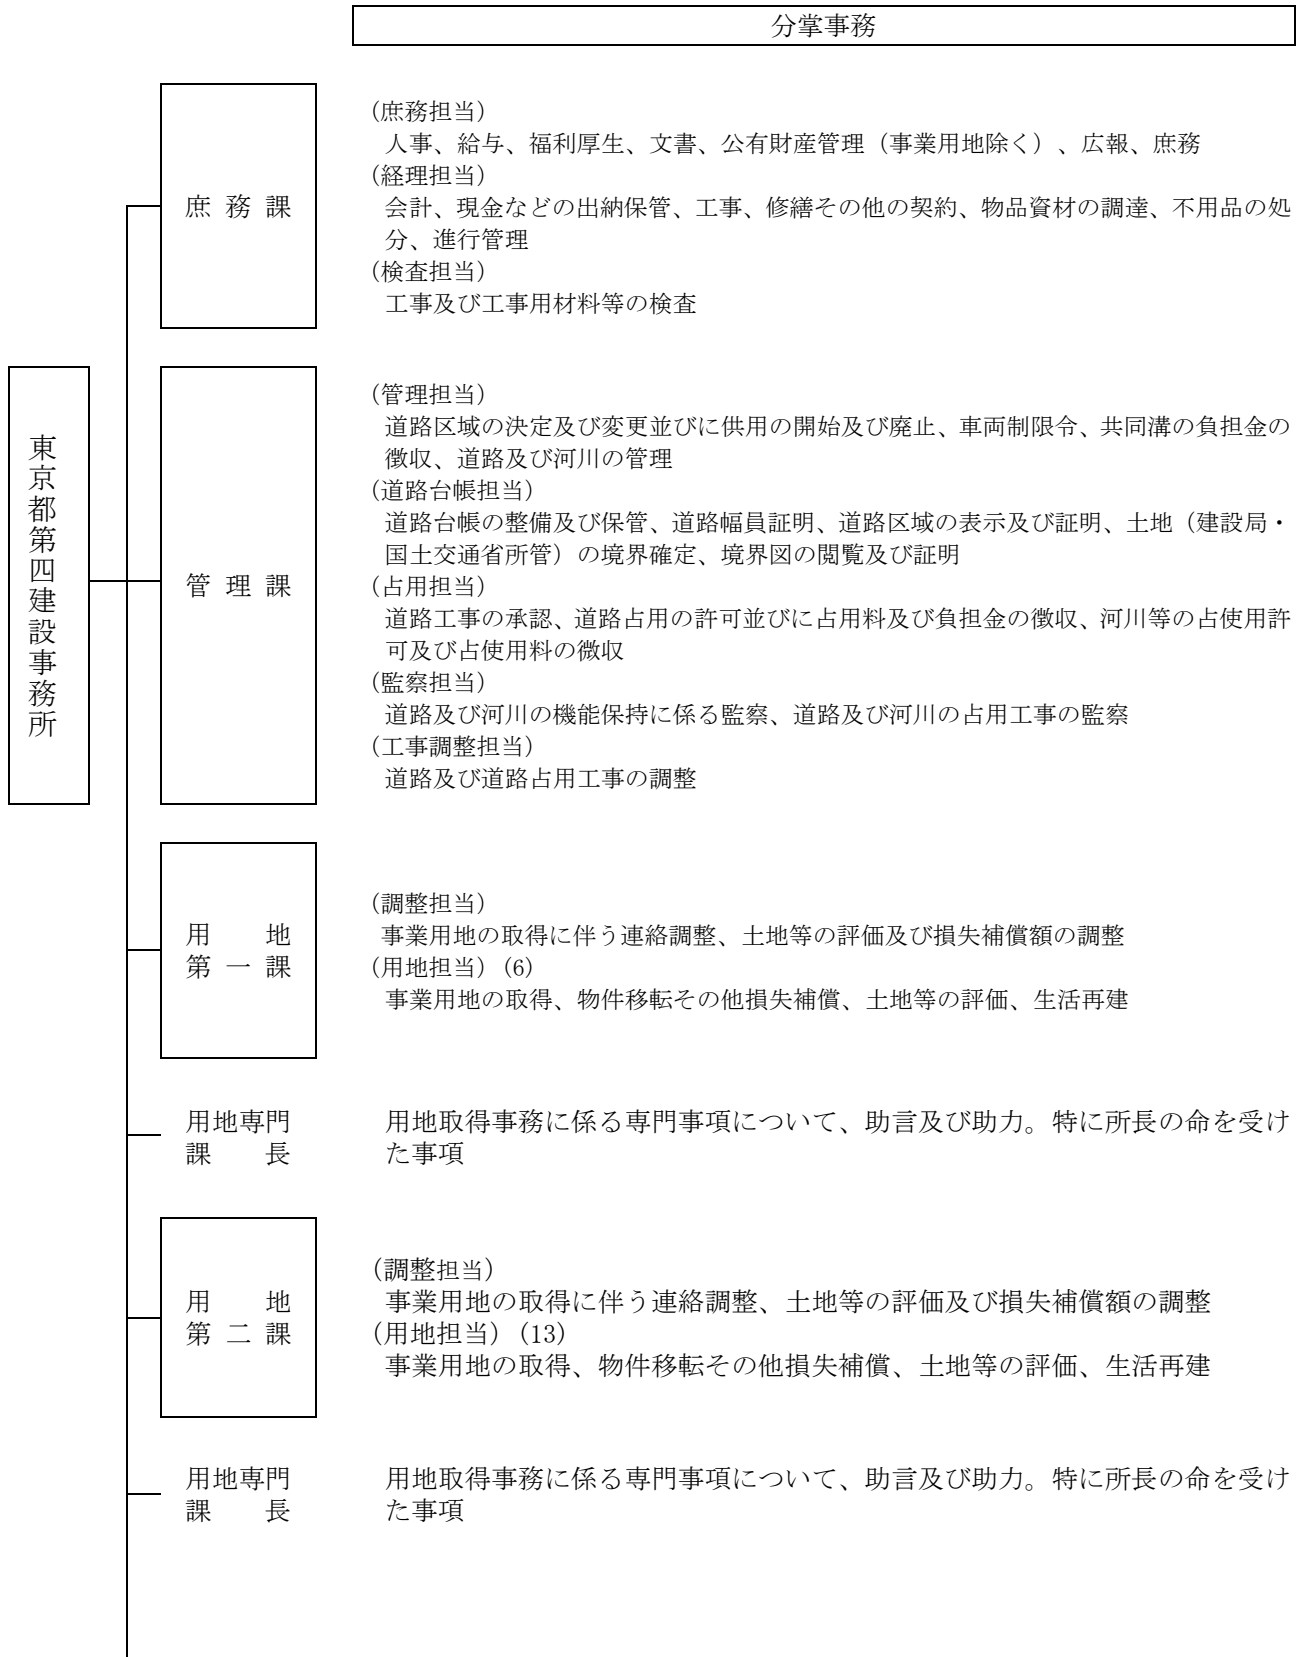 分掌事務
東京都第四建設事務所
庶務課
(庶務担当)
人事、給与、福利厚生、文書、公有財産管理（事業用地除く）、広報、庶務
(経理担当)
会計、現金などの出納保管、工事、修繕その他の契約、物品資材の調達、不用品の処
分、進行管理
(検査担当)
工事及び工事用材料等の検査
管理課
(管理担当)
道路区域の決定及び変更並びに供用の開始及び廃止、車両制限令、共同溝の負担金の
徴収、道路及び河川の管理
(道路台帳担当)
道路台帳の整備及び保管、道路幅員証明、道路区域の表示及び証明、土地（建設局・
国土交通省所管）の境界確定、境界図の閲覧及び証明
(占用担当)
道路工事の承認、道路占用の許可並びに占用料及び負担金の徴収、河川等の占使用許
可及び占使用料の徴収
(監察担当)
道路及び河川の機能保持に係る監察、道路及び河川の占用工事の監察
(工事調整担当)
道路及び道路占用工事の調整
用地
第一課
(調整担当)
事業用地の取得に伴う連絡調整、土地等の評価及び損失補償額の調整
(用地担当) (6)
事業用地の取得、物件移転その他損失補償、土地等の評価、生活再建
用地専門
課長
用地取得事務に係る専門事項について、助言及び助力。特に所長の命を受け
た事項
用地
第二課
(調整担当)
事業用地の取得に伴う連絡調整、土地等の評価及び損失補償額の調整
(用地担当) (13)
事業用地の取得、物件移転その他損失補償、土地等の評価、生活再建
用地専門
課長
用地取得事務に係る専門事項について、助言及び助力。特に所長の命を受け
た事項